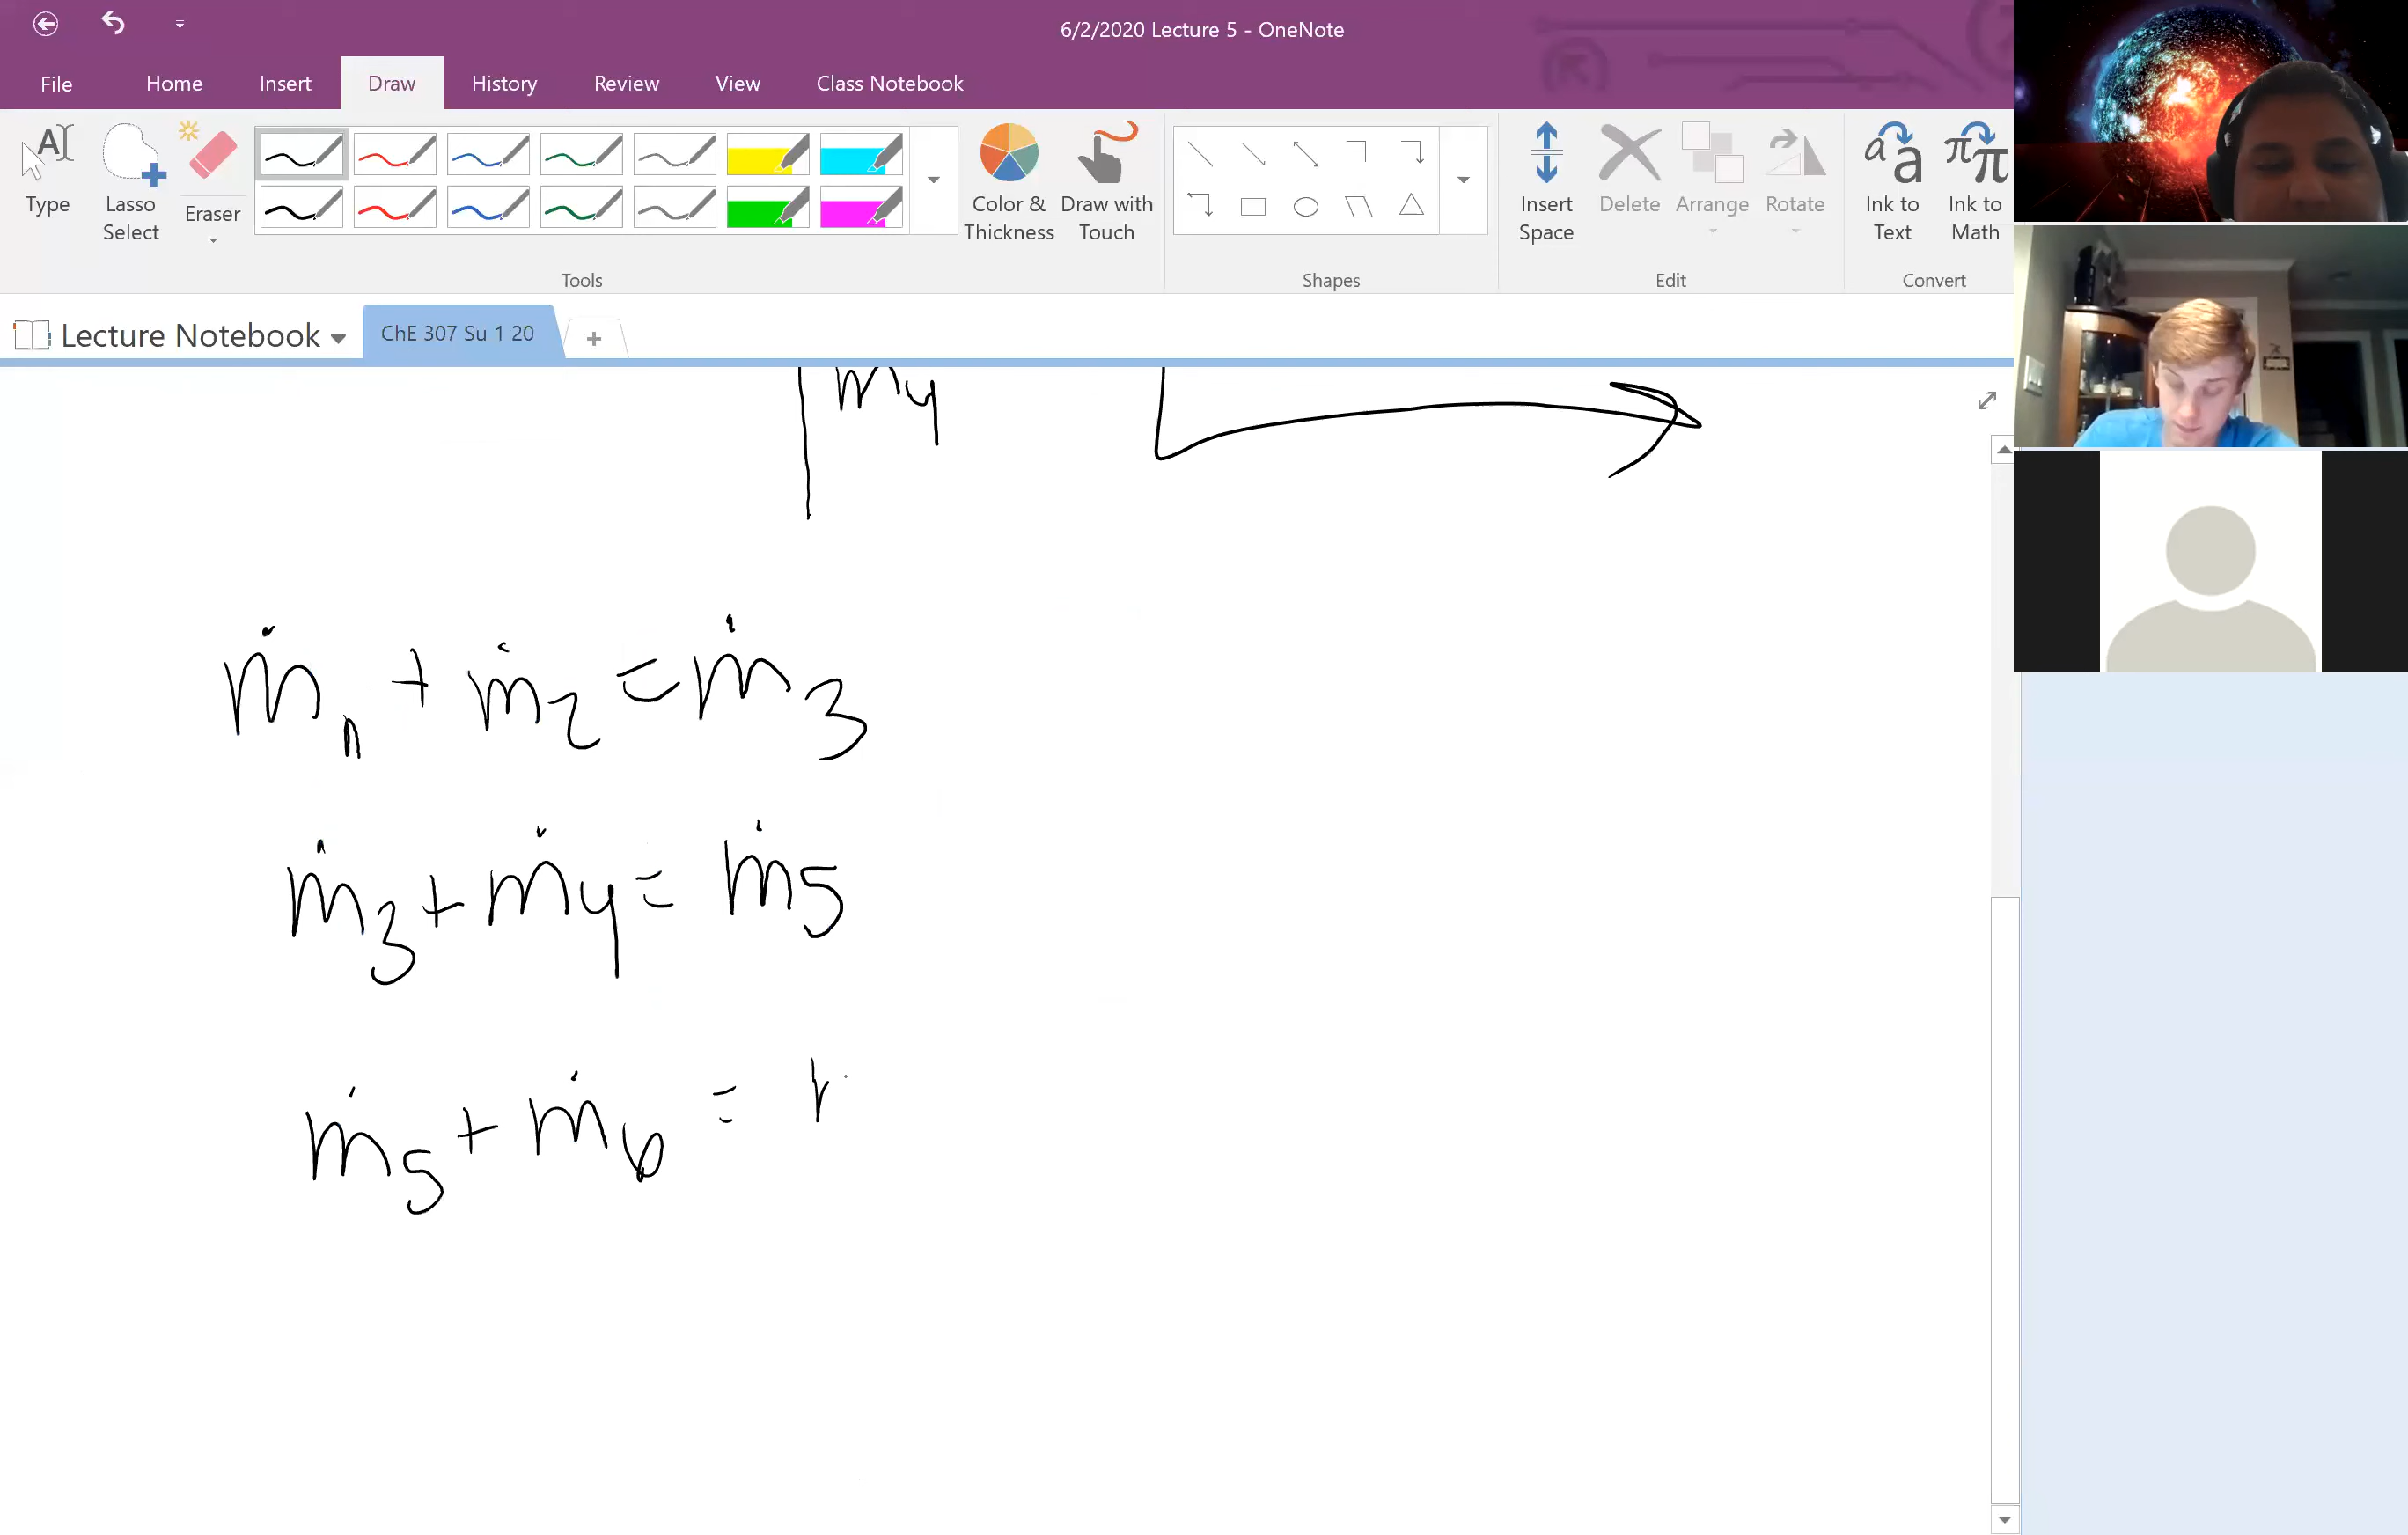 6/2/2020 Lecture 5 - OneNote
File Home Insert Draw History Review View Class Notebook
Type
Lasso Select
Eraser
Color & Thickness
Draw with Touch
Insert Space
Delete
Arrange
Rotate
Ink to Text
Ink to Math
Tools
Shapes
Edit
Convert
Lecture Notebook
ChE 307 Su 1 20
+
ṁ4
ṁn + ṁ2 = ṁ3
ṁ3 + ṁ4 = ṁ5
ṁ5 + ṁ6 =